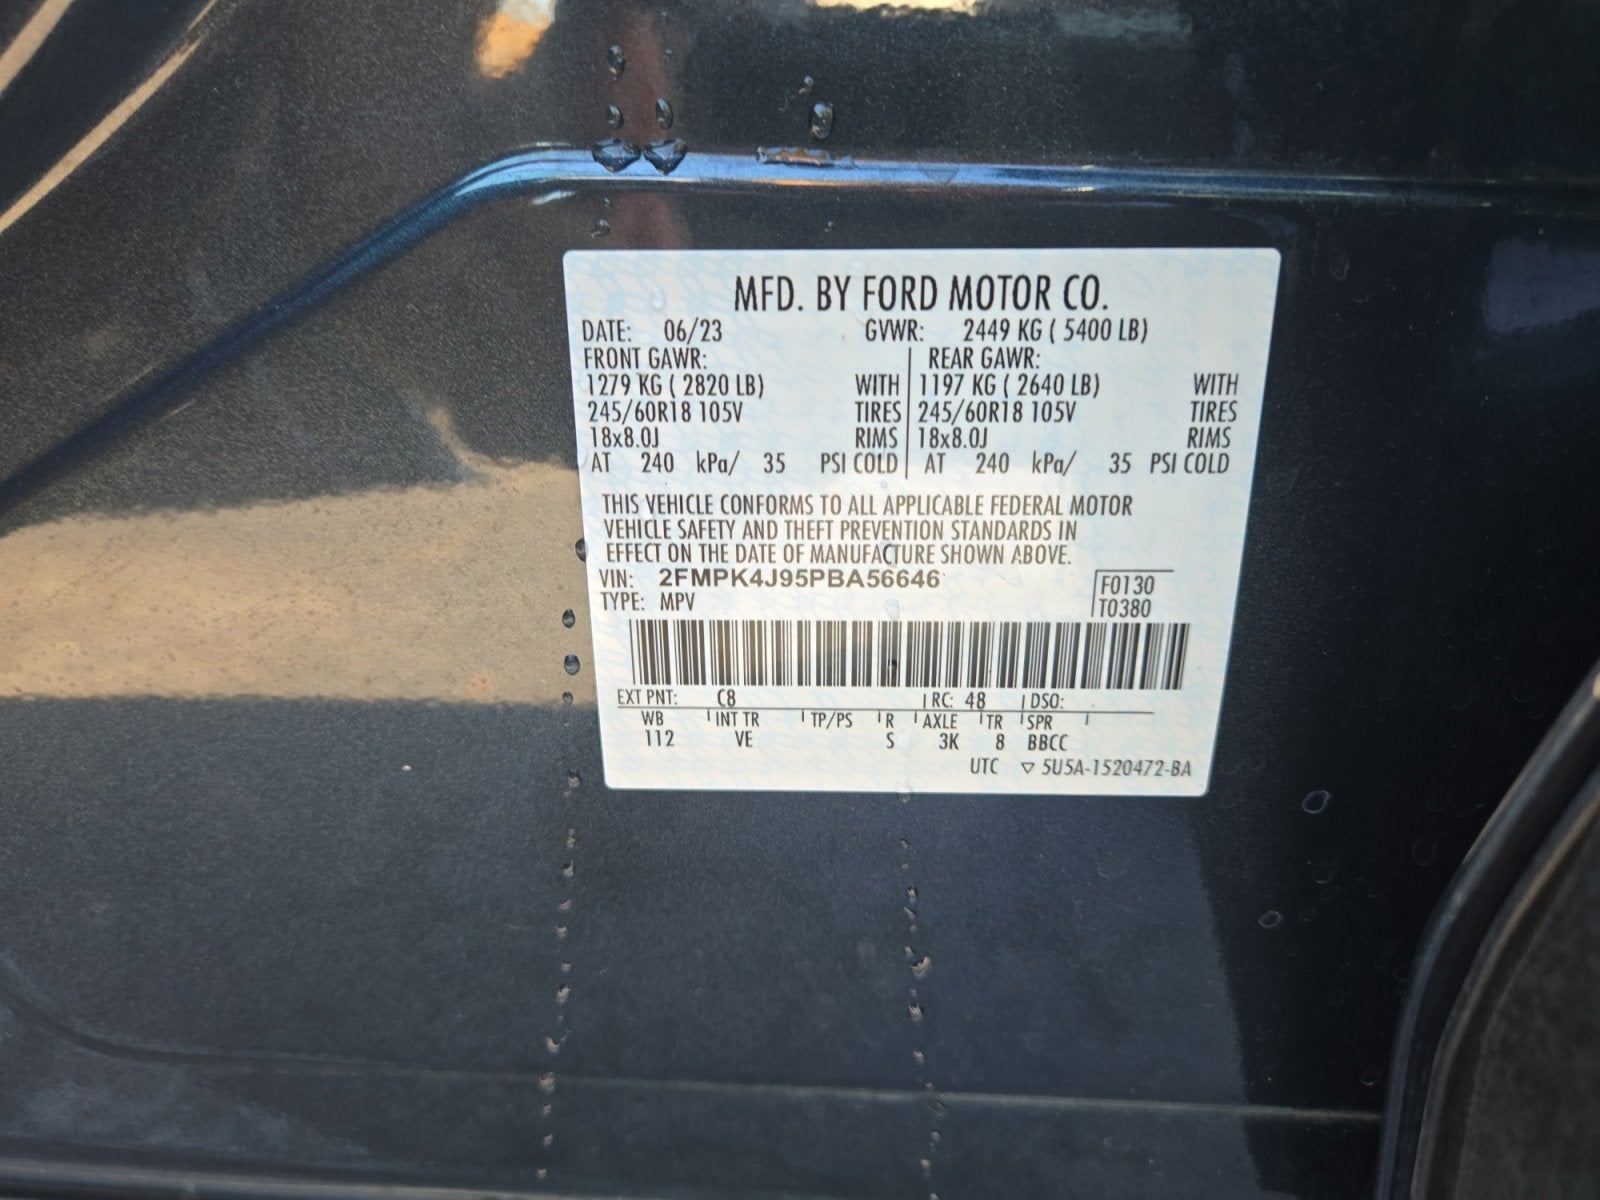 MFD. BY FORD MOTOR CO.
DATE: 06/23 GVWR: 2449 KG ( 5400 LB)
FRONT GAWR: REAR GAWR:
1279 KG ( 2820 LB) WITH 1197 KG ( 2640 LB) WITH
245/60R18 105V TIRES 245/60R18 105V TIRES
18x8.0J RIMS 18x8.0J RIMS
AT 240 kPa/ 35 PSI COLD AT 240 kPa/ 35 PSI COLD
THIS VEHICLE CONFORMS TO ALL APPLICABLE FEDERAL MOTOR
VEHICLE SAFETY AND THEFT PREVENTION STANDARDS IN
EFFECT ON THE DATE OF MANUFACTURE SHOWN ABOVE.
VIN: 2FMPK4J95PBA56646 F0130
TYPE: MPV T0380
EXT PNT: C8 RC: 48 DSO:
WB INT TR TP/PS R AXLE TR SPR
112 VE S 3K 8 BBCC
UTC ▽ 5U5A-1520472-BA